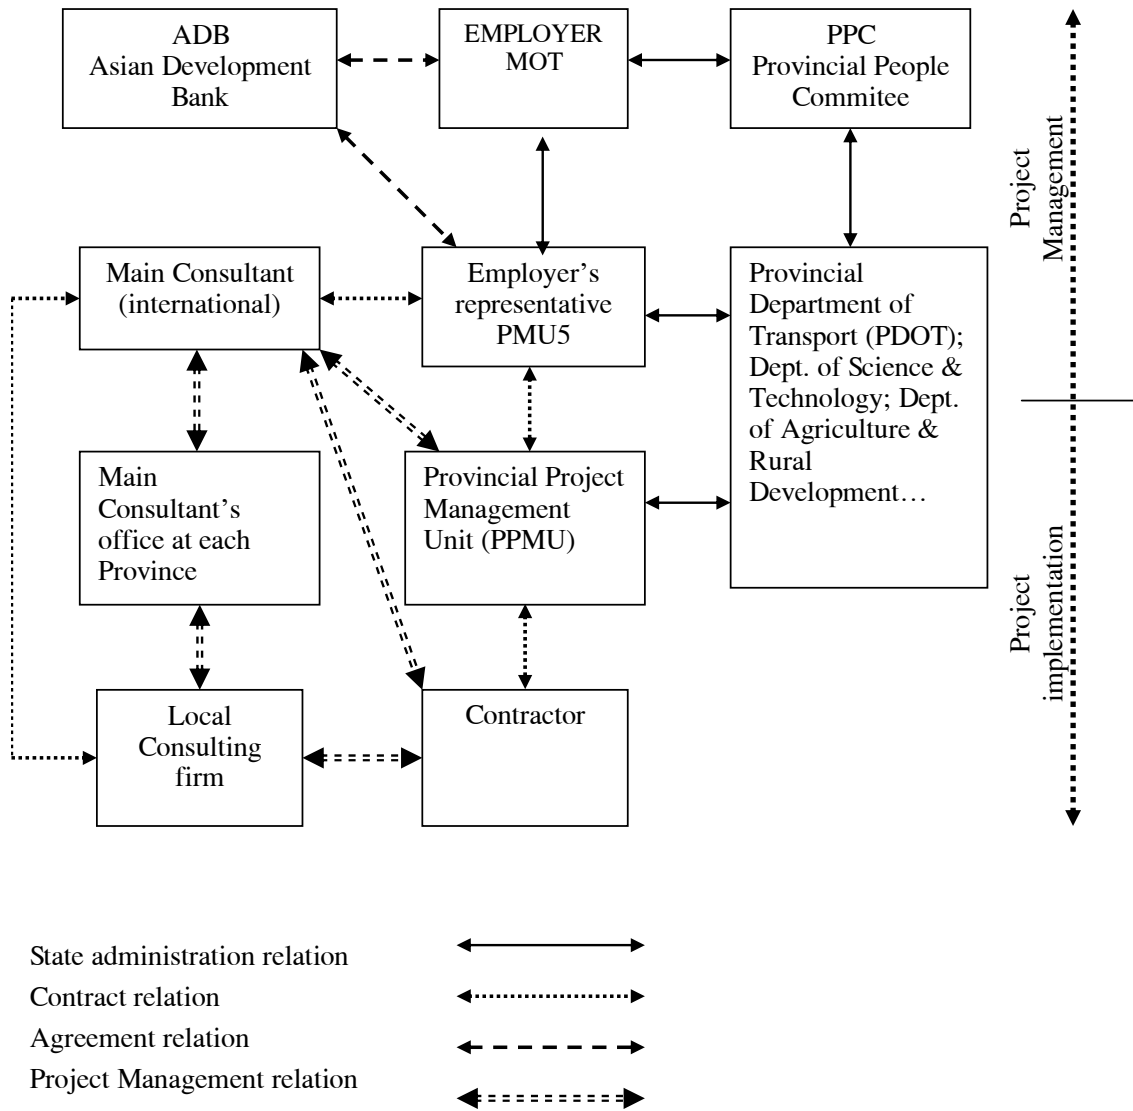 ADB
Asian Development
Bank
EMPLOYER
MOT
PPC
Provincial People
Commitee
Project
Management
Main Consultant
(international)
Employer’s
representative
PMU5
Provincial
Department of
Transport (PDOT);
Dept. of Science &
Technology; Dept.
of Agriculture &
Rural
Development…
Main
Consultant’s
office at each
Province
Provincial Project
Management
Unit (PPMU)
Project
implementation
Local
Consulting
firm
Contractor
State administration relation
Contract relation
Agreement relation
Project Management relation